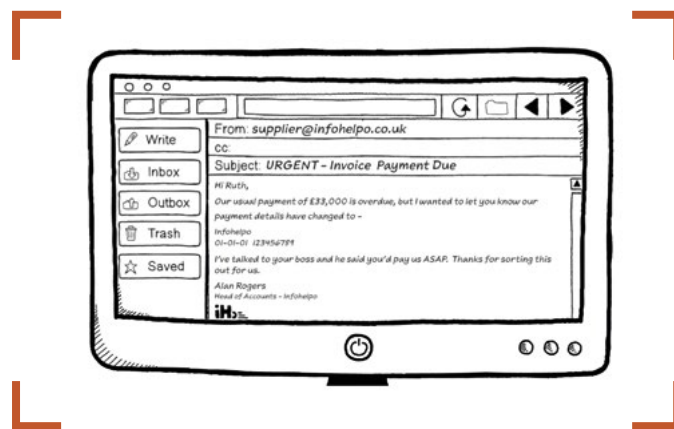 From: supplier@infohelpo.co.uk
cc:
Subject: URGENT - Invoice Payment Due
Write
Inbox
Outbox
Trash
Saved
Hi Ruth,
Our usual payment of £33,000 is overdue, but I wanted to let you know our
payment details have changed to -
Infohelpo
01-01-01 123456789
I've talked to your boss and he said you'd pay us ASAP. Thanks for sorting this
out for us.
Alan Rogers
Head of Accounts - Infohelpo
iH